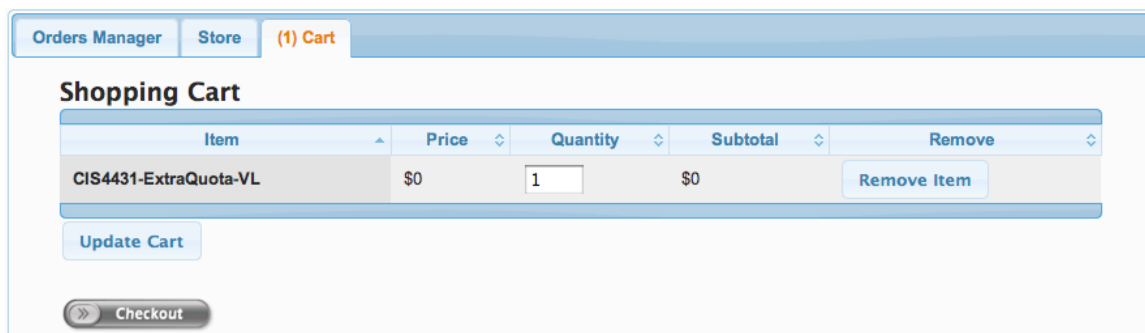 Orders Manager Store (1) Cart
Shopping Cart
Item Price Quantity Subtotal Remove
CIS4431-ExtraQuota-VL $0 1 $0 Remove Item
Update Cart
Checkout